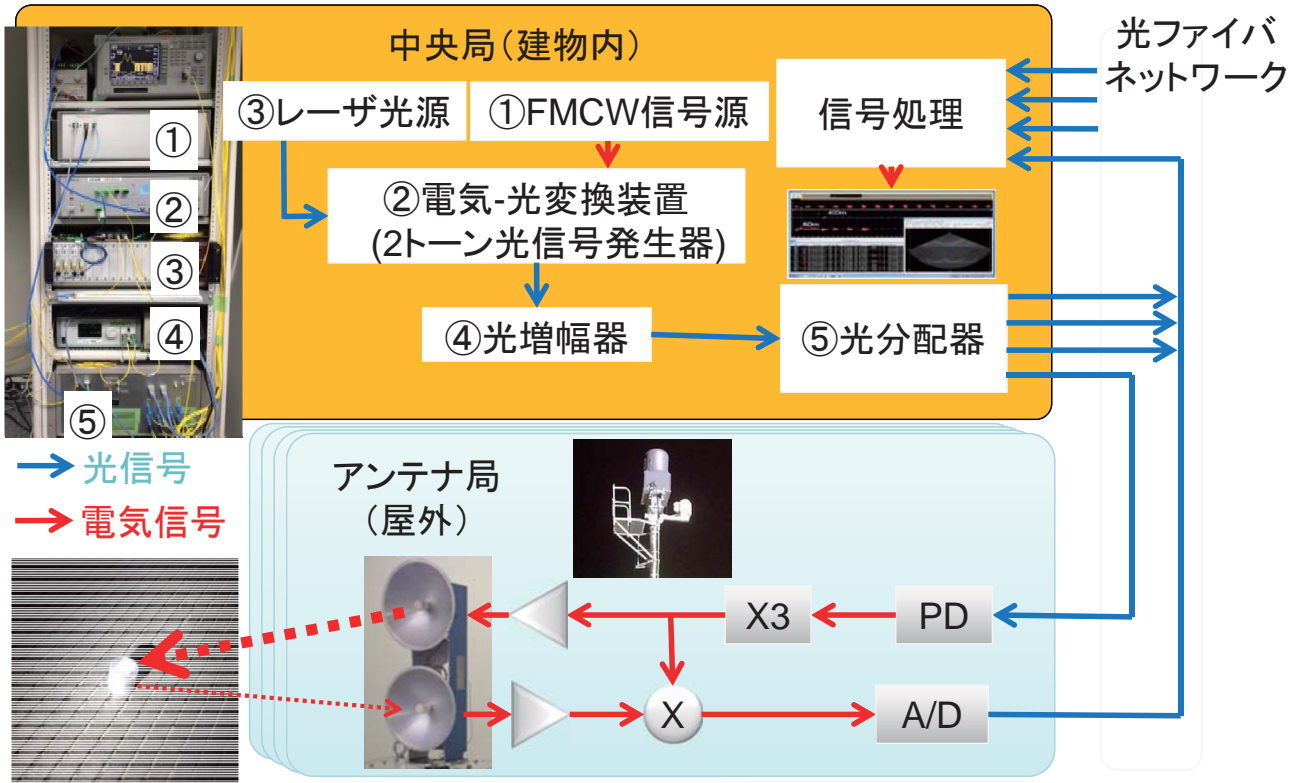 中央局(建物内)
光ファイバ
ネットワーク
③レーザ光源
①FMCW信号源
信号処理
①
②
③
④
⑤
②電気-光変換装置
(2トーン光信号発生器)
400mv
④光増幅器
⑤光分配器
光信号
電気信号
アンテナ局
(屋外)
X3
PD
X
A/D